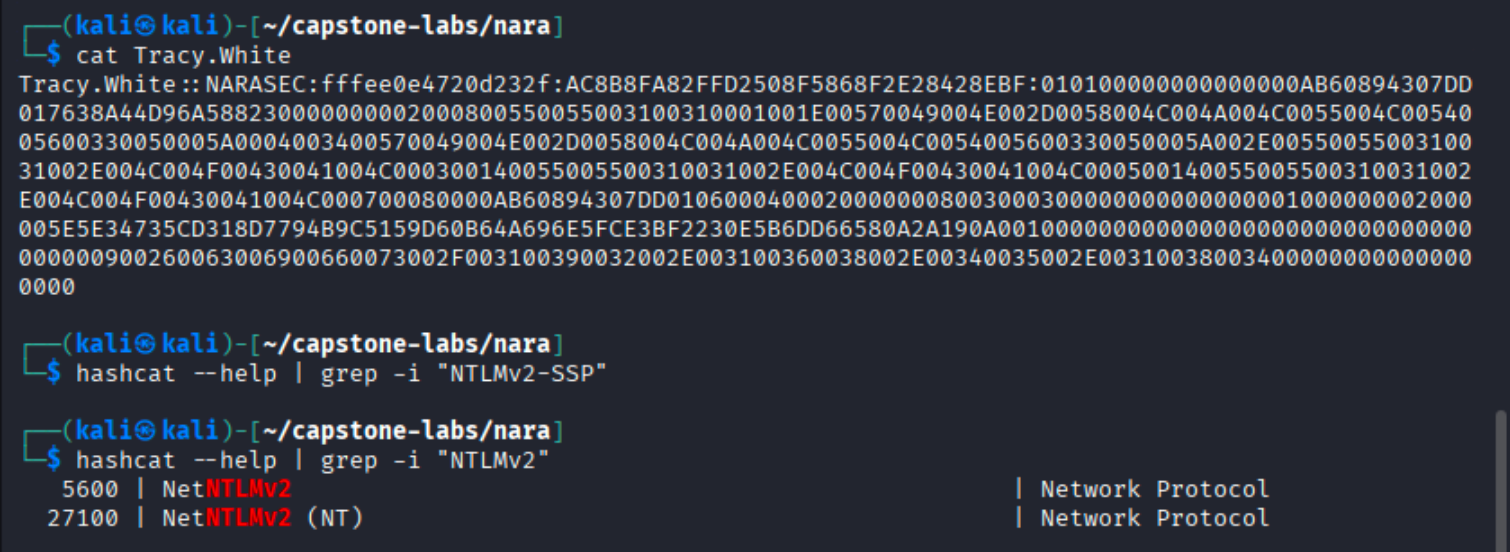 ┌──(kali㉿kali)-[~/capstone-labs/nara]
└─$ cat Tracy.White
Tracy.White::NARASEC:fffee0e4720d232f:AC8B8FA82FFD2508F5868F2E28428EBF:010100000000000000AB60894307DD
017638A44D96A588230000000002000800550055003100310001001E00570049004E002D0058004C004A004C0055004C00540
05600330050005A0004003400570049004E002D0058004C004A004C0055004C0054005600330050005A002E00550055003100
31002E004C004F00430041004C000300140055005500310031002E004C004F00430041004C000500140055005500310031002
E004C004F00430041004C000700080000AB60894307DD01060004000200000008003000300000000000000001000000002000
005E5E34735CD318D7794B9C5159D60B64A696E5FCE3BF2230E5B6DD66580A2A190A001000000000000000000000000000000
000000900260063006900660073002F003100390032002E003100360038002E00340035002E00310038003400000000000000
0000
┌──(kali㉿kali)-[~/capstone-labs/nara]
└─$ hashcat --help | grep -i "NTLMv2-SSP"
┌──(kali㉿kali)-[~/capstone-labs/nara]
└─$ hashcat --help | grep -i "NTLMv2"
5600 | NetNTLMv2 | Network Protocol
27100 | NetNTLMv2 (NT) | Network Protocol